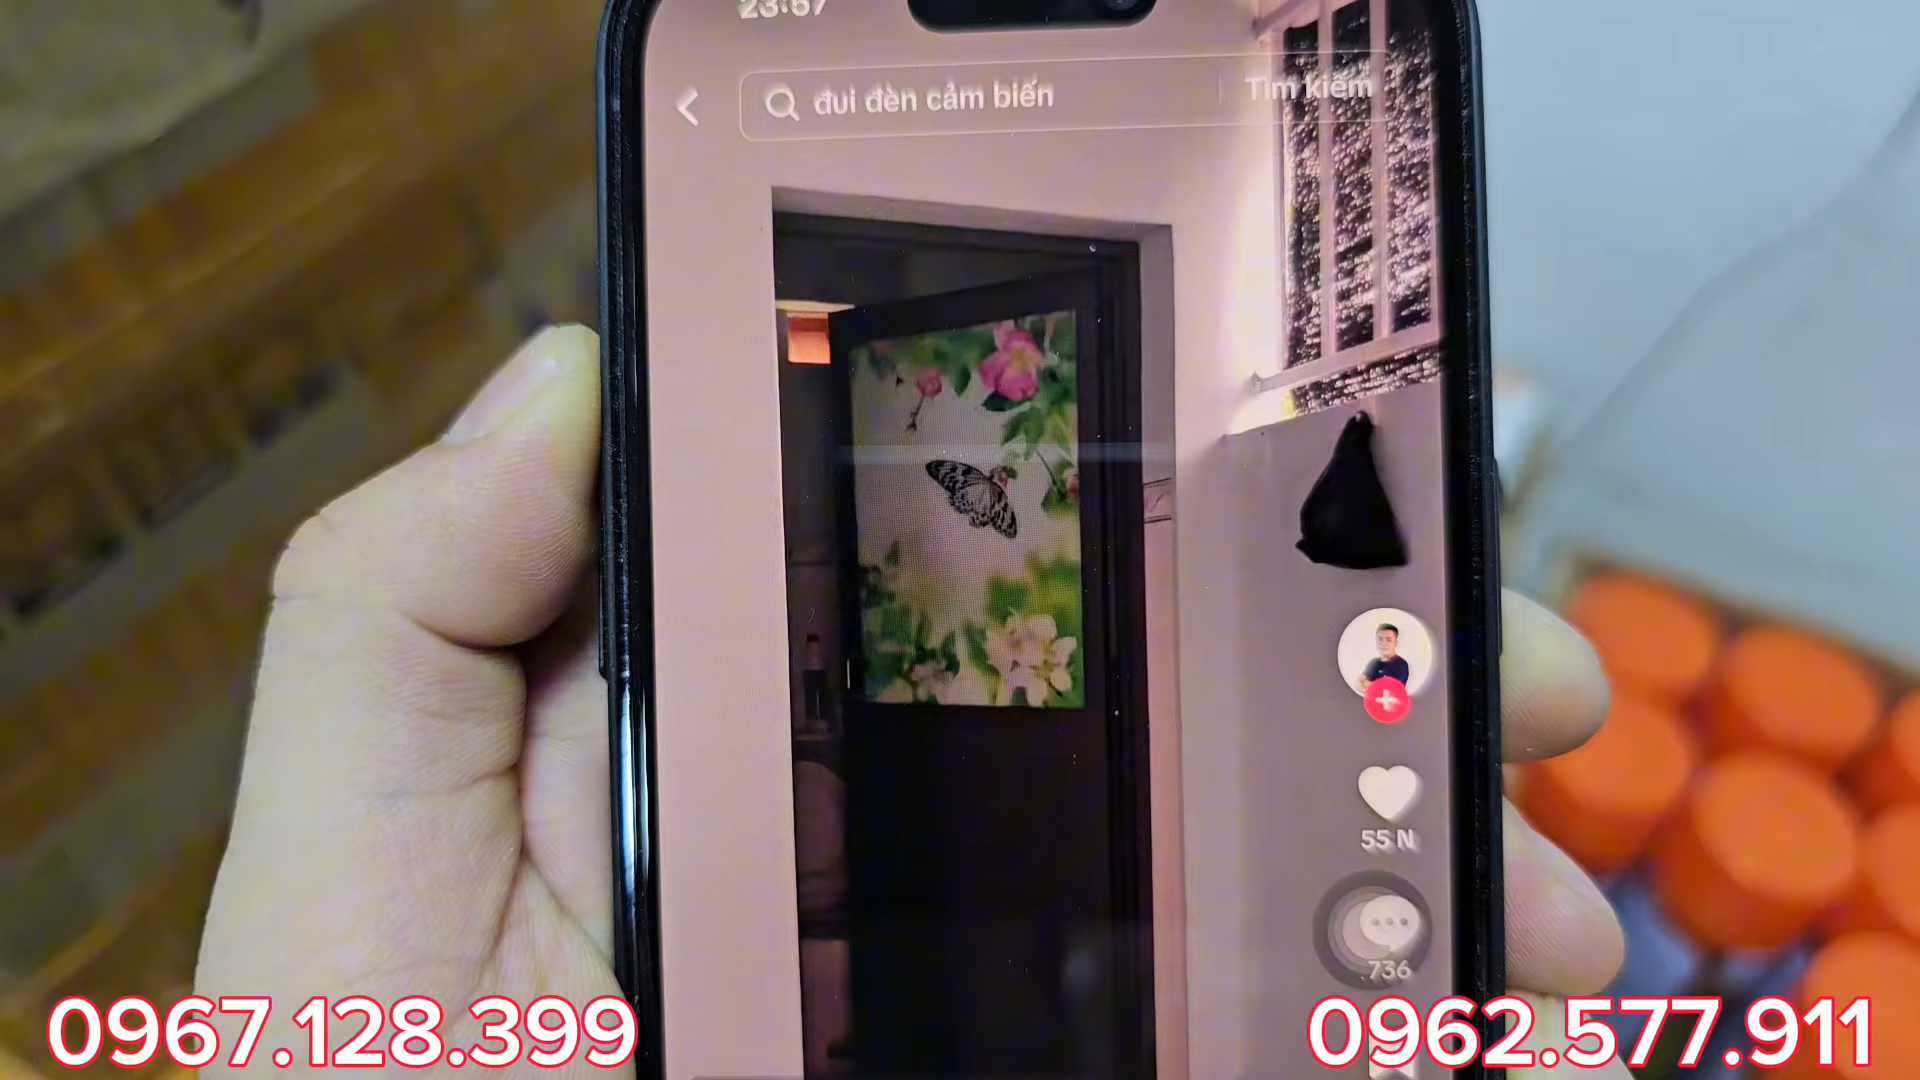 23:57
đui đèn cảm biến
Tìm kiếm
55 N
736
0967.128.399
0962.577.911